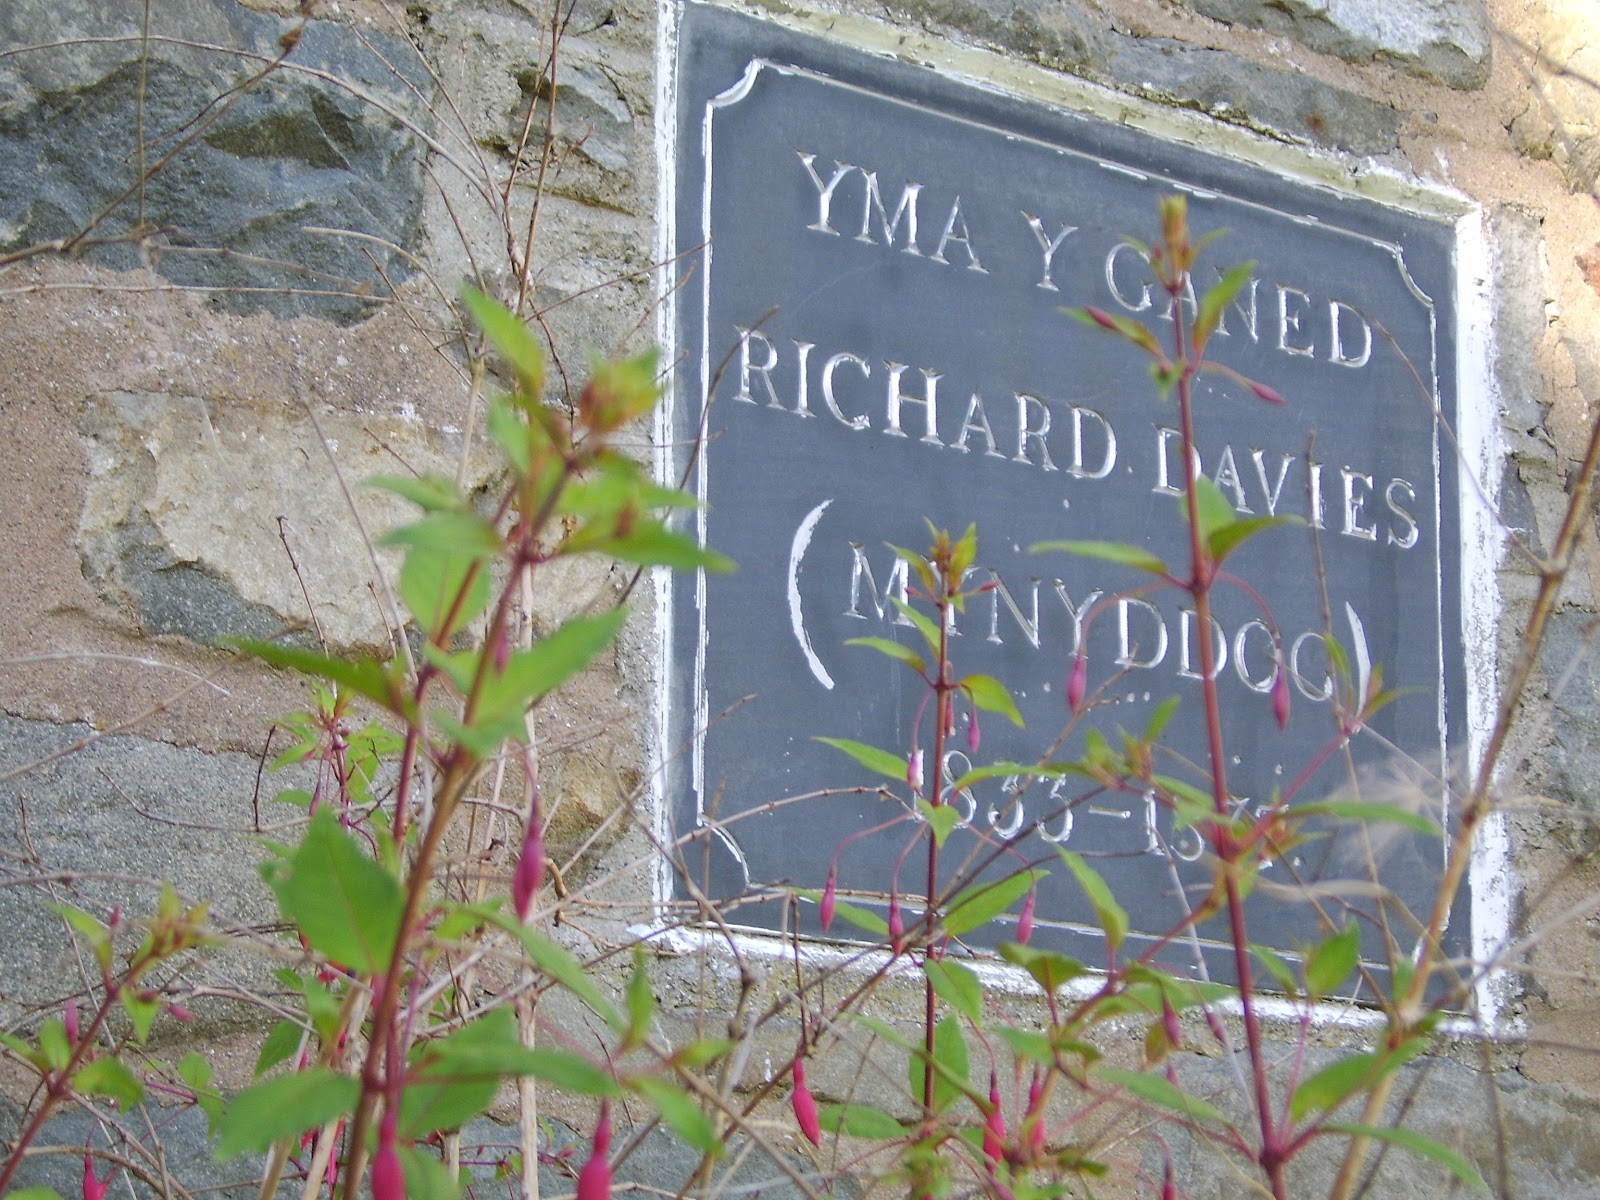 YMA Y GANED
RICHARD DAVIES
(MYNYDDOG)